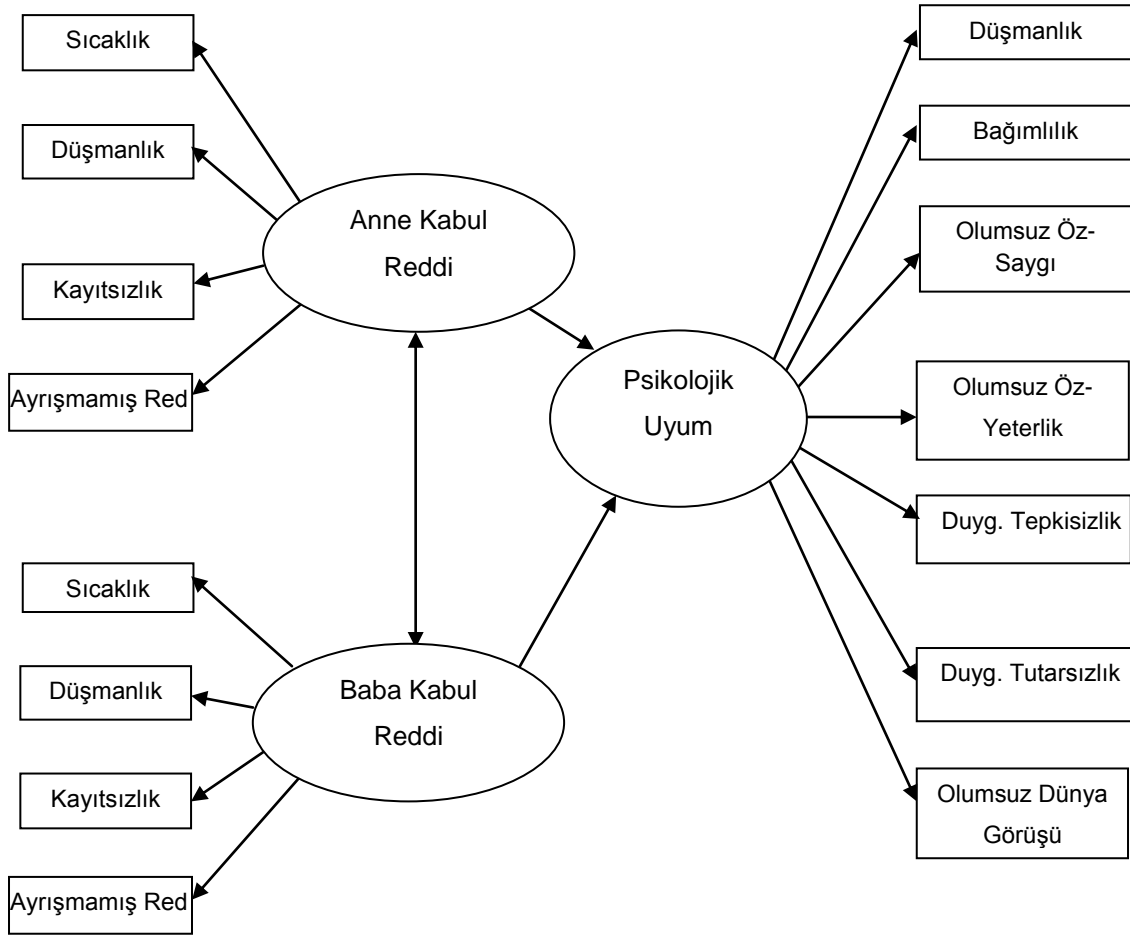 Sıcaklık
Düşmanlık
Kayıtsızlık
Ayrışmamış Red
Anne Kabul
Reddi
Sıcaklık
Düşmanlık
Kayıtsızlık
Ayrışmamış Red
Baba Kabul
Reddi
Psikolojik
Uyum
Düşmanlık
Bağımlılık
Olumsuz Öz-
Saygı
Olumsuz Öz-
Yeterlik
Duyg. Tepkisizlik
Duyg. Tutarsızlık
Olumsuz Dünya
Görüşü